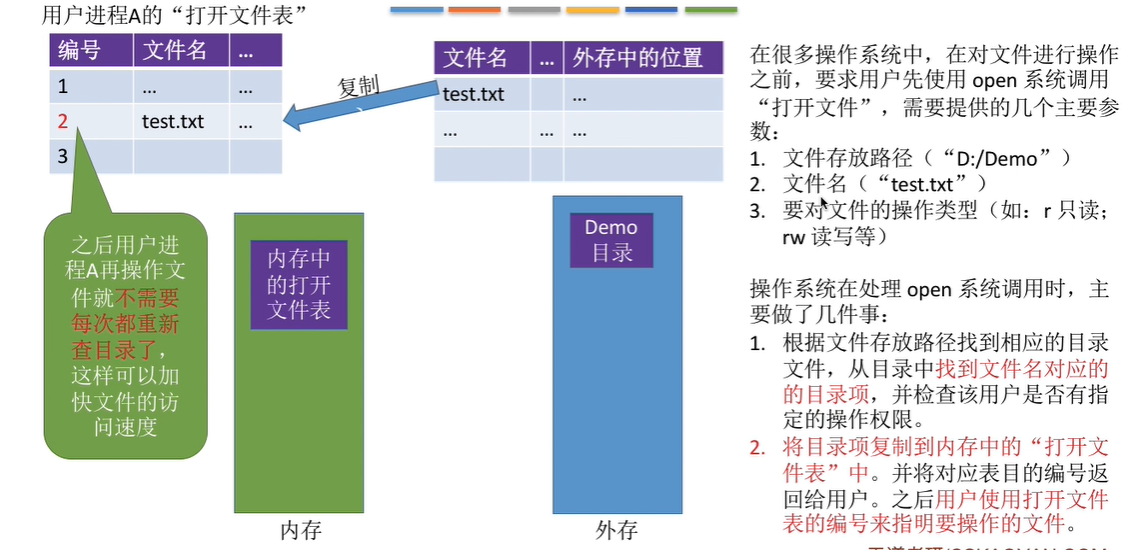 用户进程A的“打开文件表”
编号 文件名 ...
1 ... ...
2 test.txt ...
3
复制
文件名 ... 外存中的位置
test.txt ...
... ... ...
之后用户进
程A再操作文
件就不需要
每次都重新
查目录了，
这样可以加
快文件的访
问速度
内存中
的打开
文件表
内存
Demo
目录
外存
在很多操作系统中，在对文件进行操作
之前，要求用户先使用 open 系统调用
“打开文件”，需要提供的几个主要参
数：
1. 文件存放路径（“D:/Demo”）
2. 文件名（“test.txt”）
3. 要对文件的操作类型（如：r 只读；
rw 读写等）
操作系统在处理 open 系统调用时，主
要做了几件事：
1. 根据文件存放路径找到相应的目录
文件，从目录中找到文件名对应的
的目录项，并检查该用户是否有指
定的操作权限。
2. 将目录项复制到内存中的“打开文
件表”中。并将对应表目的编号返
回给用户。之后用户使用打开文件
表的编号来指明要操作的文件。